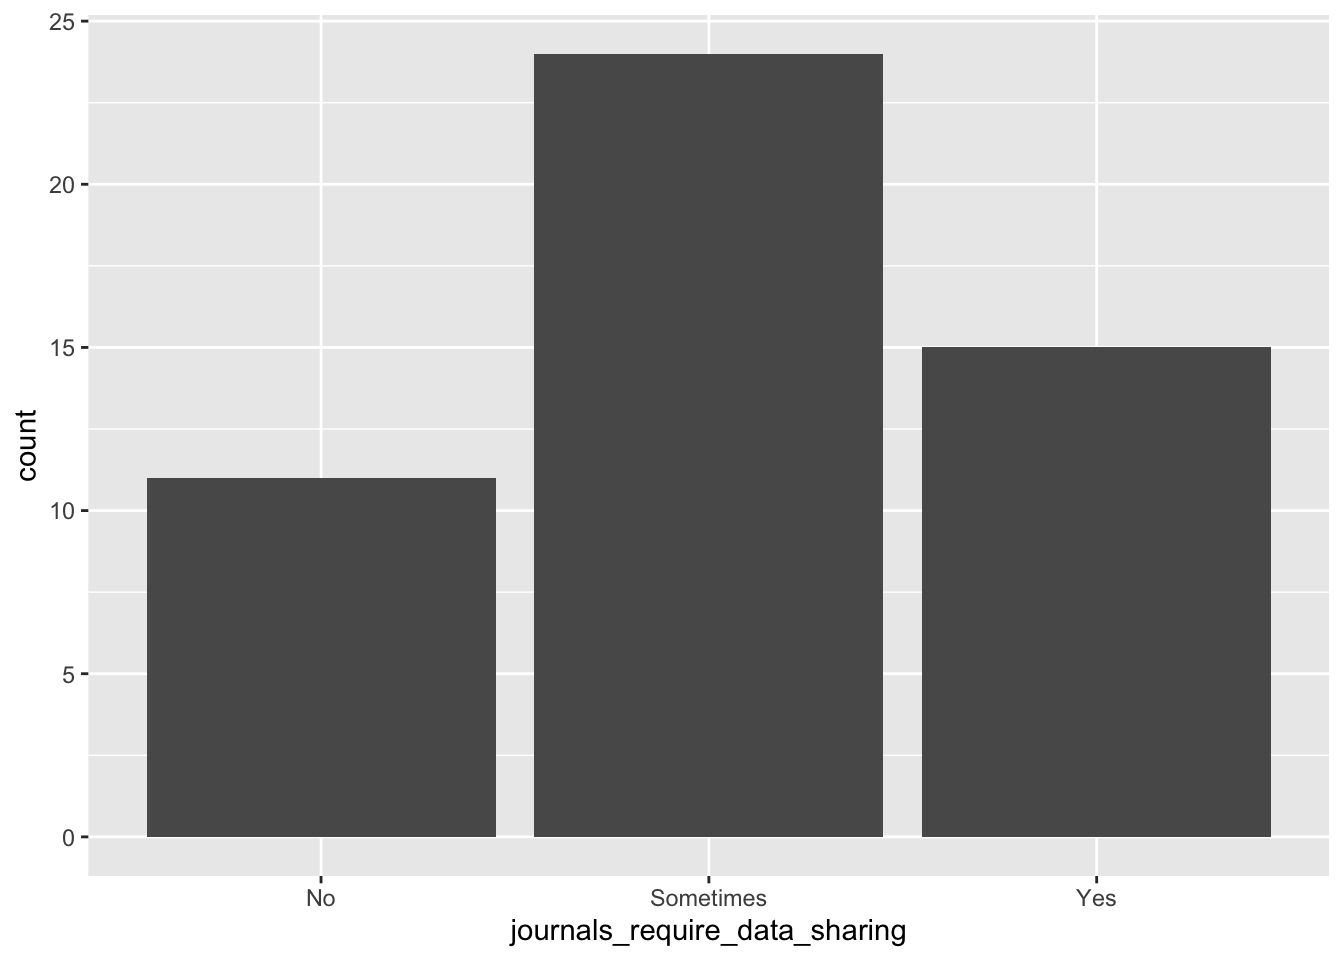 25
20
15
10
5
0
count
No
Sometimes
Yes
journals_require_data_sharing